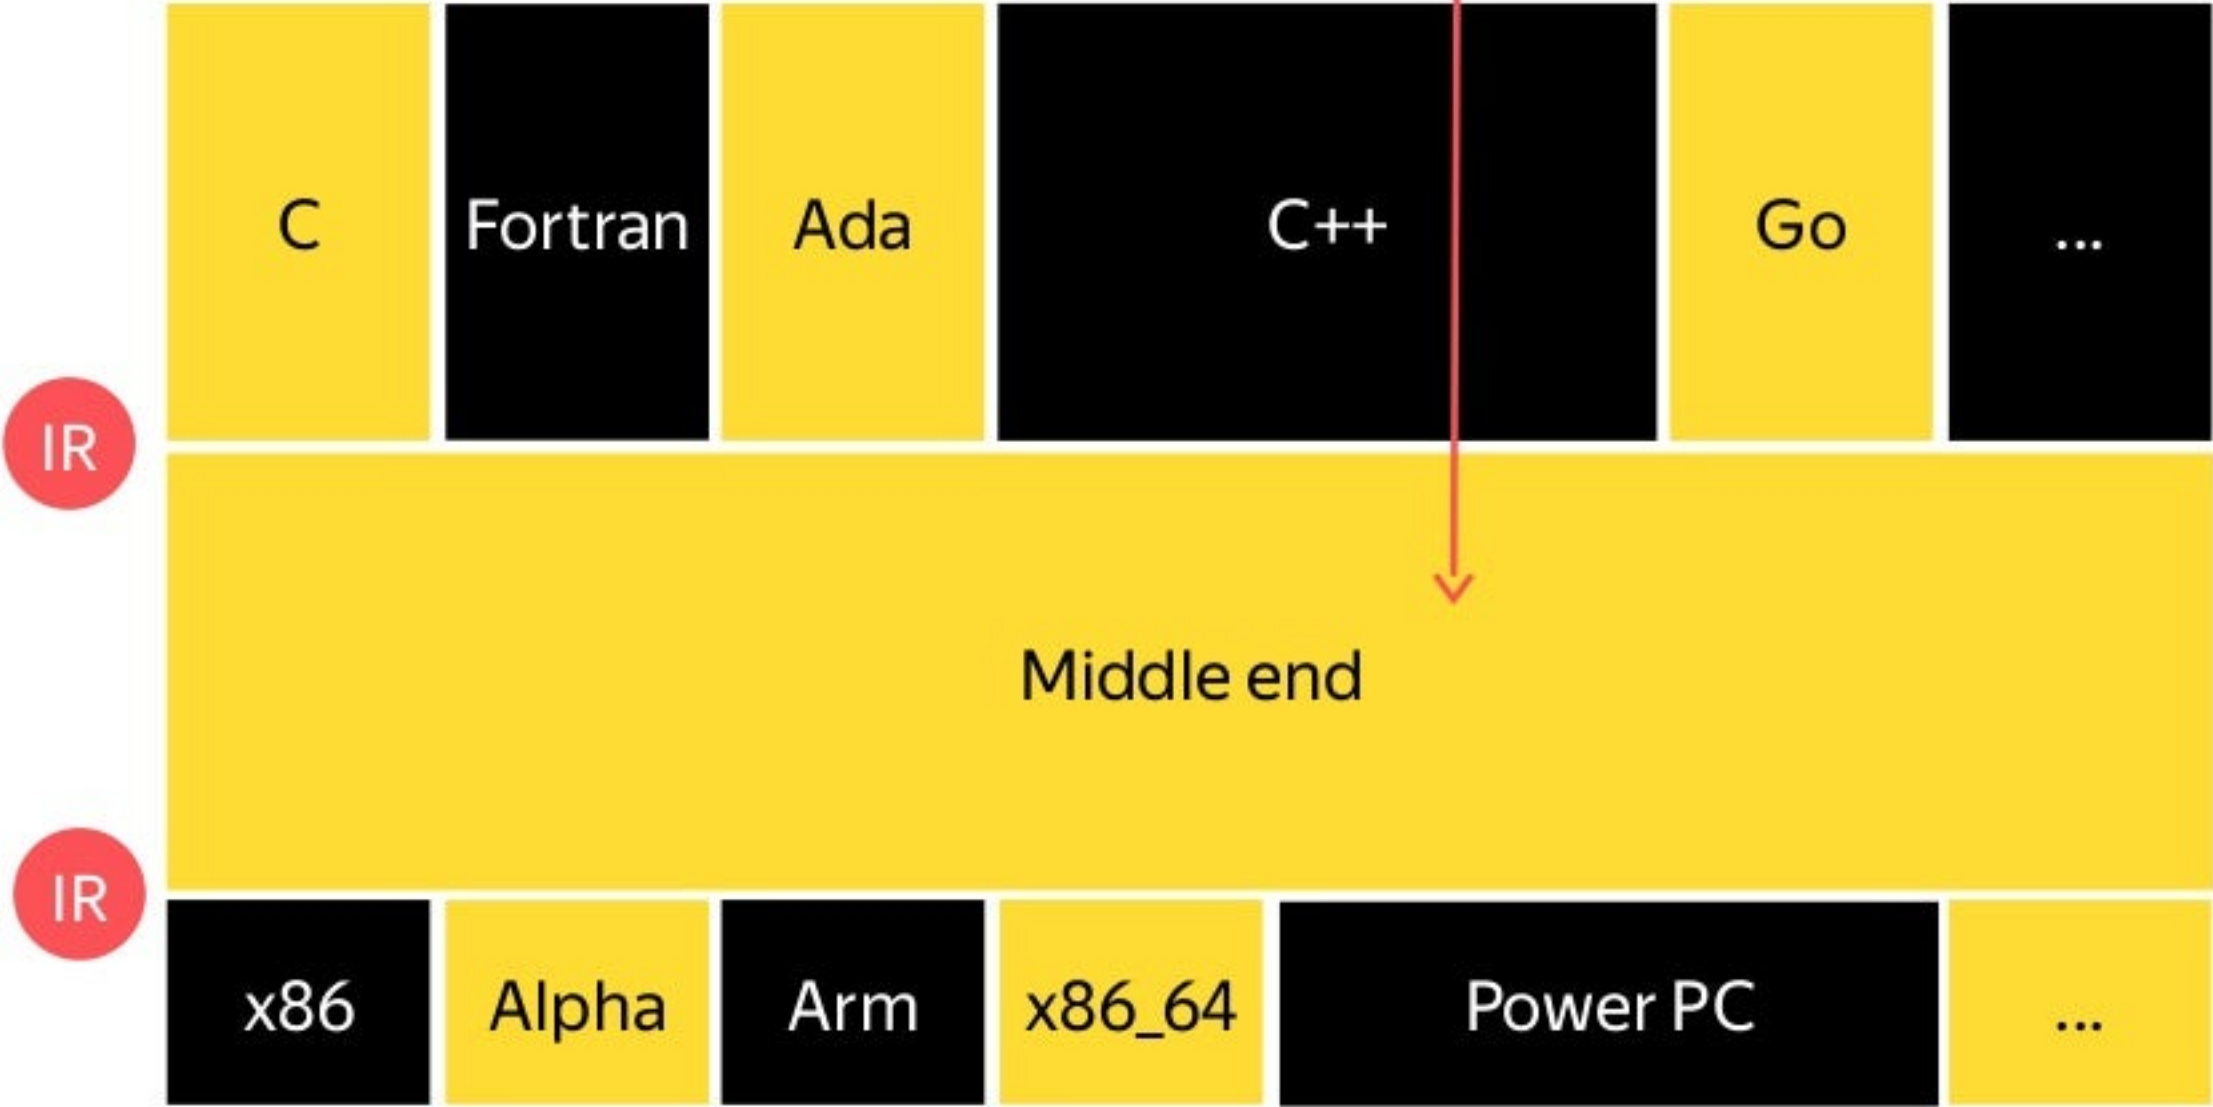 C
Fortran
Ada
C++
Go
...
IR
Middle end
IR
x86
Alpha
Arm
x86_64
Power PC
...